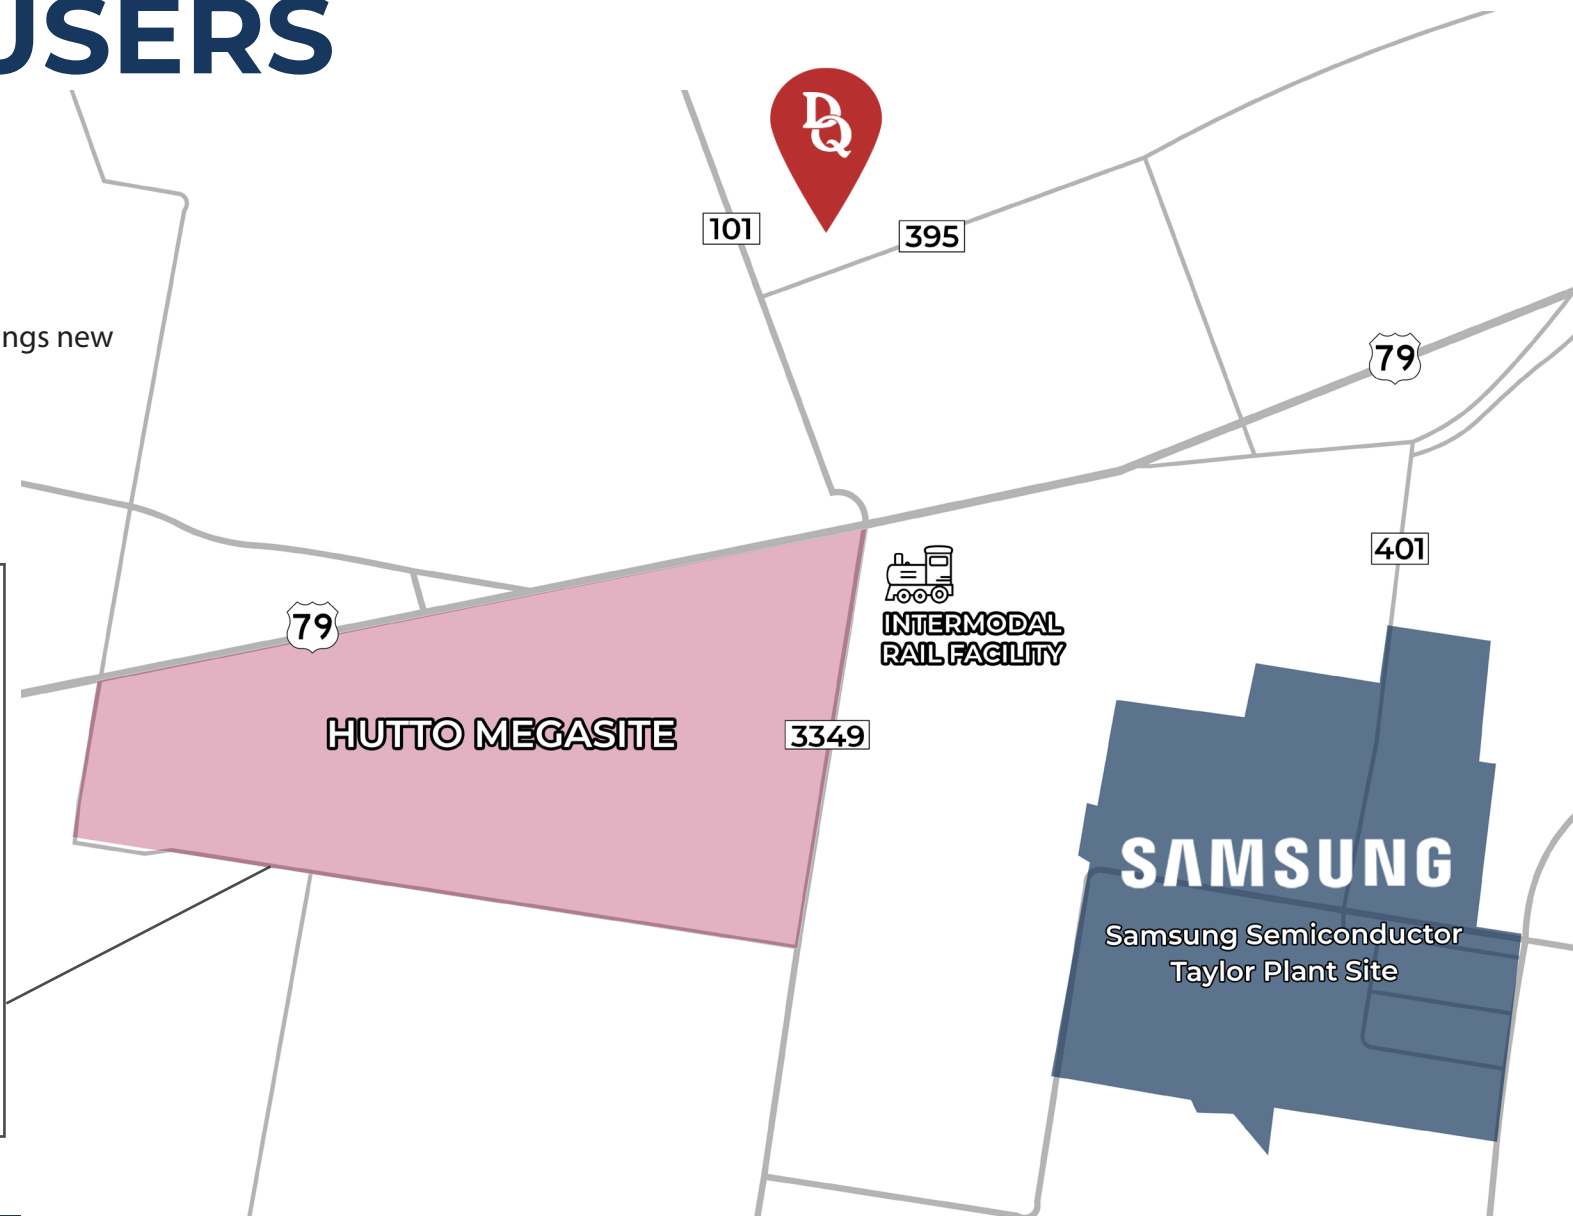 USERS
DQ
101
395
ngs new
79
401
INTERMODAL
RAIL FACILITY
79
HUTTO MEGASITE
3349
SAMSUNG
Samsung Semiconductor
Taylor Plant Site